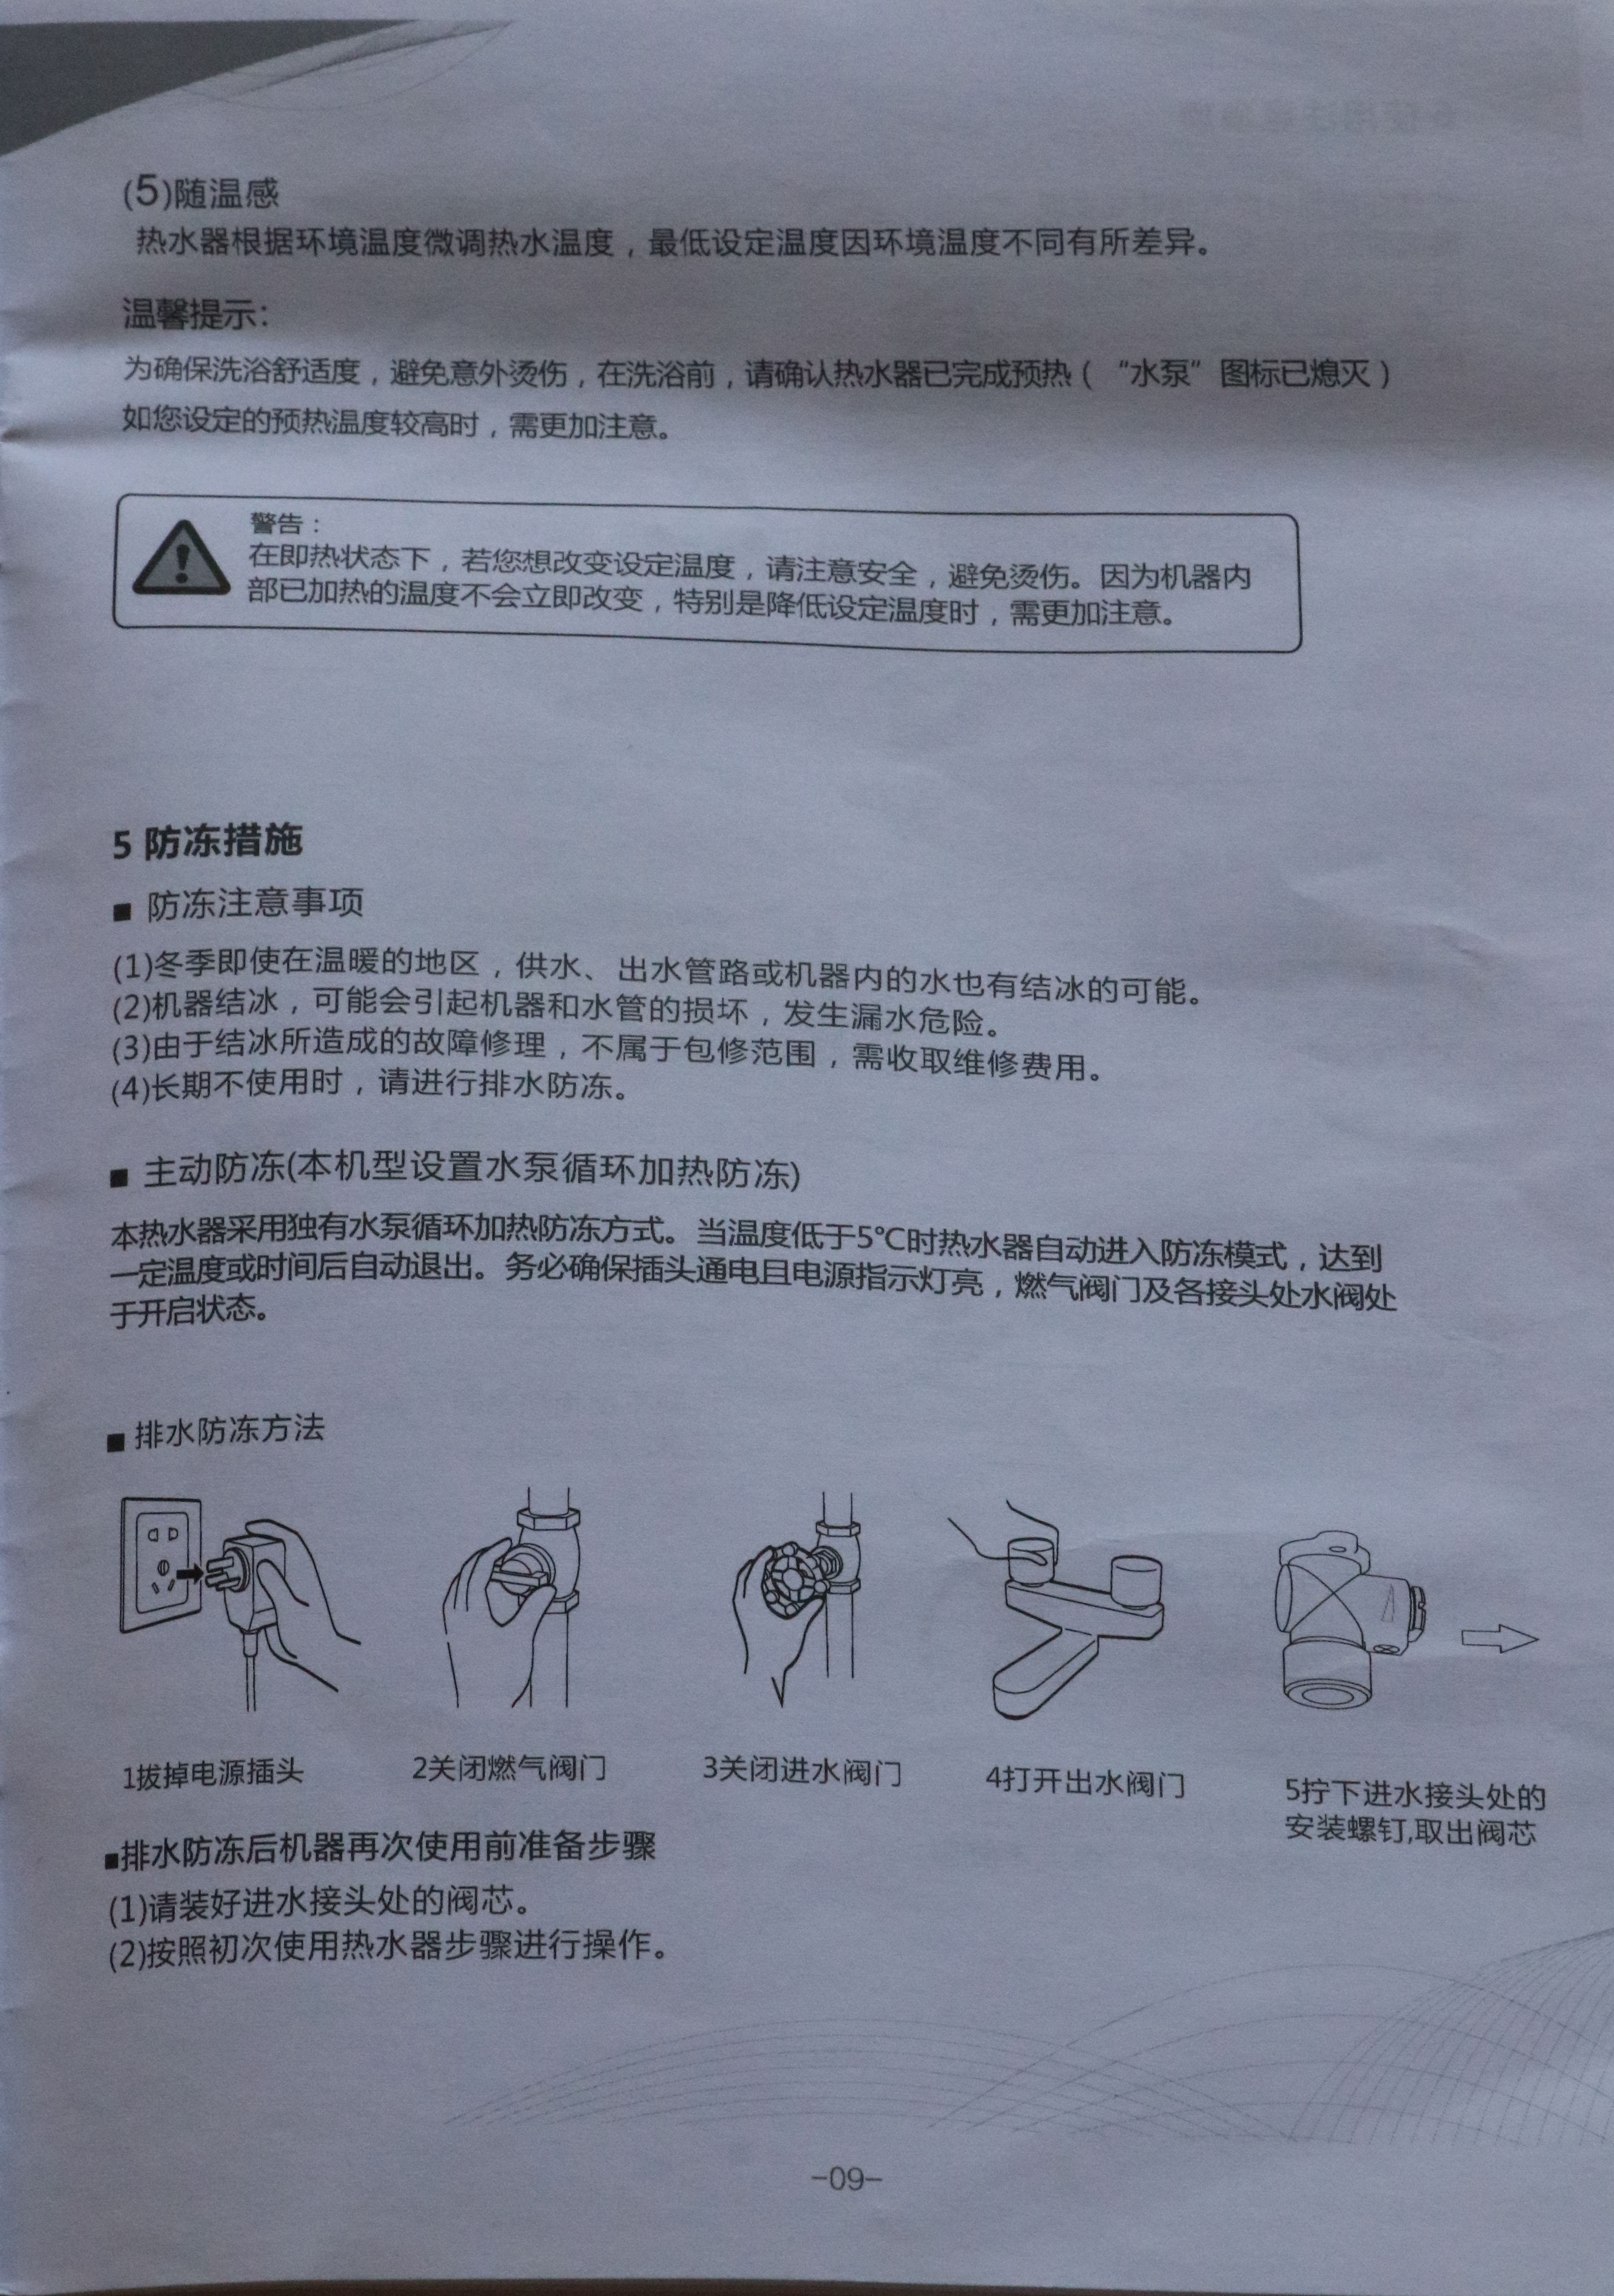 (5)随温感
热水器根据环境温度微调热水温度，最低设定温度因环境温度不同有所差异。
温馨提示：
为确保洗浴舒适度，避免意外烫伤，在洗浴前，请确认热水器已完成预热（“水泵”图标已熄灭）
如您设定的预热温度较高时，需更加注意。
警告：
在即热状态下，若您想改变设定温度，请注意安全，避免烫伤。因为机器内
部已加热的温度不会立即改变，特别是降低设定温度时，需更加注意。
5 防冻措施
■ 防冻注意事项
(1)冬季即使在温暖的地区，供水、出水管路或机器内的水也有结冰的可能。
(2)机器结冰，可能会引起机器和水管的损坏，发生漏水危险。
(3)由于结冰所造成的故障修理，不属于包修范围，需收取维修费用。
(4)长期不使用时，请进行排水防冻。
■ 主动防冻(本机型设置水泵循环加热防冻)
本热水器采用独有水泵循环加热防冻方式。当温度低于5℃时热水器自动进入防冻模式，达到
一定温度或时间后自动退出。务必确保插头通电且电源指示灯亮，燃气阀门及各接头处水阀处
于开启状态。
■ 排水防冻方法
1拔掉电源插头
2关闭燃气阀门
3关闭进水阀门
4打开出水阀门
5拧下进水接头处的
安装螺钉,取出阀芯
■排水防冻后机器再次使用前准备步骤
(1)请装好进水接头处的阀芯。
(2)按照初次使用热水器步骤进行操作。
-09-